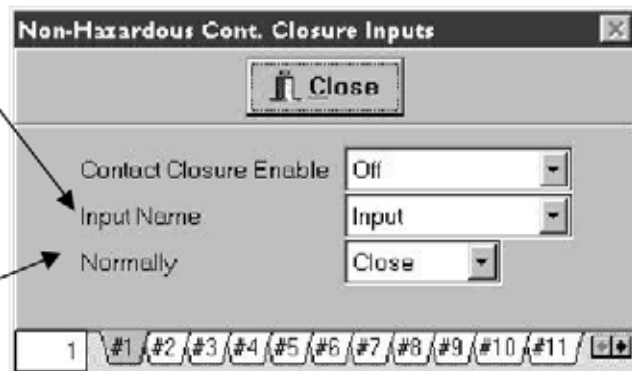 Non-Hazardous Cont. Closure Inputs
Close
Contact Closure Enable Off
Input Name Input
Normally Close
1 #1 #2 #3 #4 #5 #6 #7 #8 #9 #10 #11